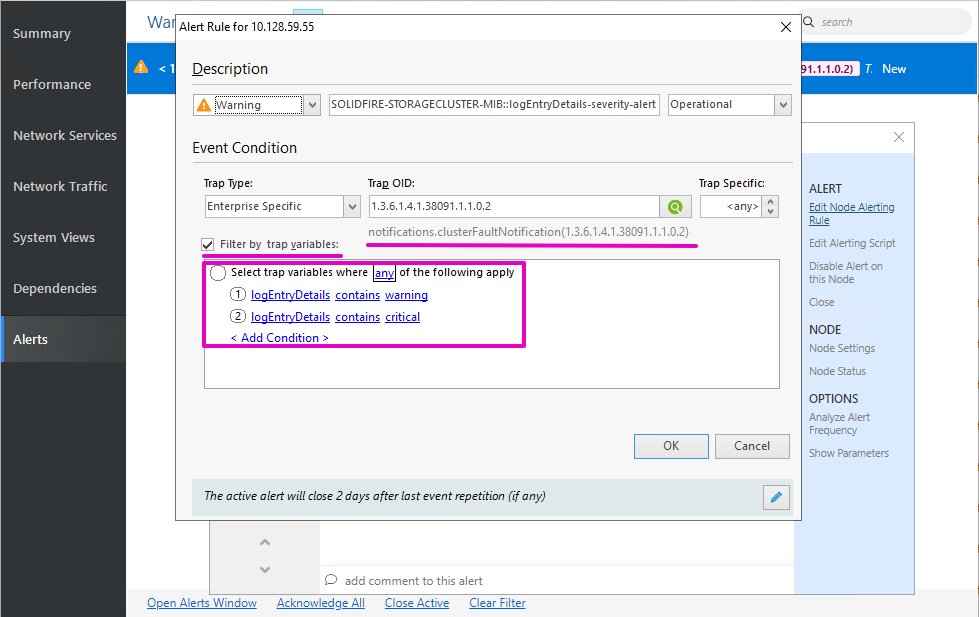 Summary
Performance
Network Services
Network Traffic
System Views
Dependencies
Alerts
War
search
< 1
91.1.1.0.2) T. New
Alert Rule for 10.128.59.55
Description
Warning
SOLIDFIRE-STORAGECLUSTER-MIB::logEntryDetails-severity-alert
Operational
Event Condition
Trap Type:
Trap OID:
Trap Specific:
Enterprise Specific
1.3.6.1.4.1.38091.1.1.0.2
<any>
notifications.clusterFaultNotification(1.3.6.1.4.1.38091.1.1.0.2)
Filter by trap variables:
Select trap variables where any of the following apply
1 logEntryDetails contains warning
2 logEntryDetails contains critical
< Add Condition >
OK
Cancel
The active alert will close 2 days after last event repetition (if any)
ALERT
Edit Node Alerting
Rule
Edit Alerting Script
Disable Alert on
this Node
Close
NODE
Node Settings
Node Status
OPTIONS
Analyze Alert
Frequency
Show Parameters
add comment to this alert
Open Alerts Window
Acknowledge All
Close Active
Clear Filter